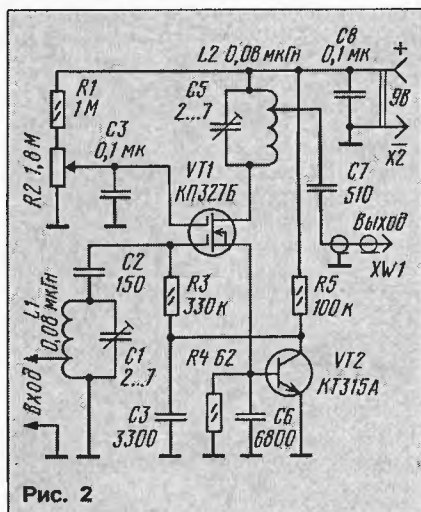 L2 0,08 мкГн
C8
0,1 мк
+
9В
X2
R1
1 М
C5
2...7
R2 1,8 М
C3
0,1 мк
VT1
КП327Б
C7
510
Выход
XW1
C2
150
R3
330 к
R5
100 к
L1
0,08 мкГн
C1
2...7
R4 62
VT2
КТ315А
Вход
C3
3300
C6
6800
Рис. 2